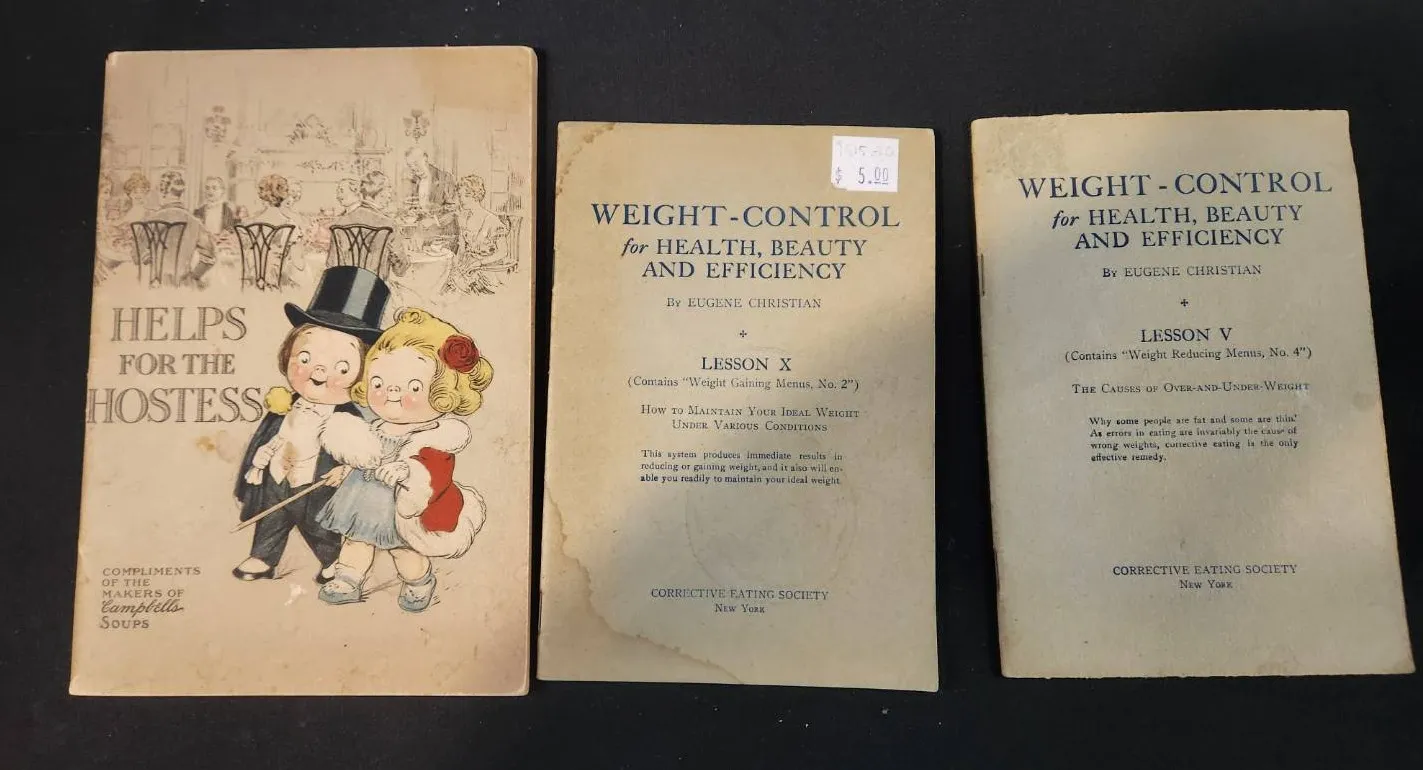 HELPS
FOR THE
HOSTESS
COMPLIMENTS
OF THE
MAKERS OF
Campbell's
SOUPS
$ 5.00
WEIGHT-CONTROL
for HEALTH, BEAUTY
AND EFFICIENCY
By EUGENE CHRISTIAN
LESSON X
(Contains "Weight Gaining Menus, No. 2")
How to Maintain Your Ideal Weight
Under Various Conditions
This system produces immediate results in
reducing or gaining weight, and it also will en-
able you readily to maintain your ideal weight.
CORRECTIVE EATING SOCIETY
New York
WEIGHT-CONTROL
for HEALTH, BEAUTY
AND EFFICIENCY
By EUGENE CHRISTIAN
LESSON V
(Contains "Weight Reducing Menus, No. 4")
The Causes of Over-and-Under-Weight
Why some people are fat and some are thin.
As errors in eating are invariably the cause of
wrong weights, corrective eating is the only
effective remedy.
CORRECTIVE EATING SOCIETY
New York